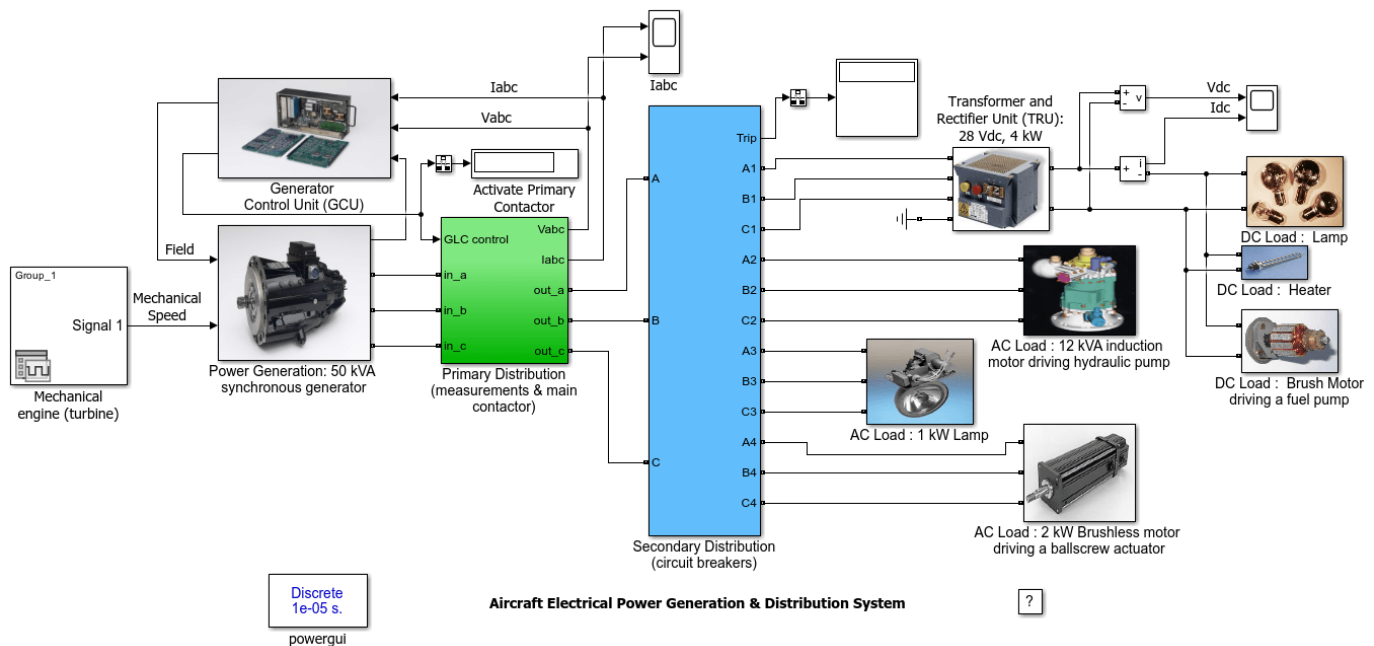 Iabc
Iabc
Vabc
Generator
Control Unit (GCU)
Activate Primary
Contactor
Field
Group_1
Signal 1
Mechanical
engine (turbine)
Mechanical
Speed
Power Generation: 50 kVA
synchronous generator
GLC control
Vabc
Iabc
in_a
out_a
in_b
out_b
in_c
out_c
Primary Distribution
(measurements & main
contactor)
A
B
C
Trip
A1
B1
C1
A2
B2
C2
A3
B3
C3
A4
B4
C4
Secondary Distribution
(circuit breakers)
Transformer and
Rectifier Unit (TRU):
28 Vdc, 4 kW
+
-
v
+
i
-
Vdc
Idc
DC Load :  Lamp
DC Load :  Heater
DC Load :  Brush Motor
driving a fuel pump
AC Load : 12 kVA induction
motor driving hydraulic pump
AC Load : 1 kW Lamp
AC Load : 2 kW Brushless motor
driving a ballscrew actuator
Discrete
1e-05 s.
powergui
Aircraft Electrical Power Generation & Distribution System
?